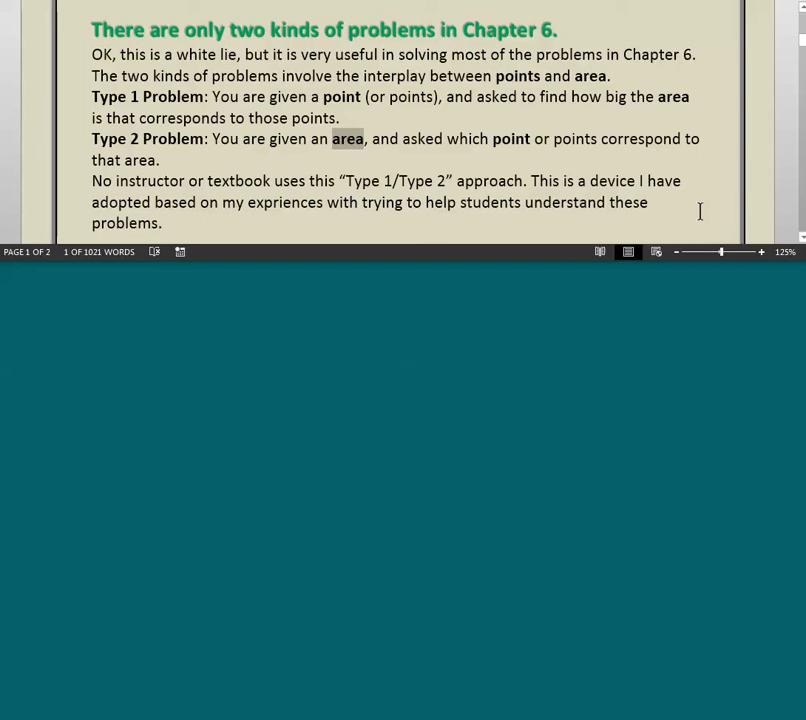 There are only two kinds of problems in Chapter 6.
OK, this is a white lie, but it is very useful in solving most of the problems in Chapter 6.
The two kinds of problems involve the interplay between points and area.
Type 1 Problem: You are given a point (or points), and asked to find how big the area
is that corresponds to those points.
Type 2 Problem: You are given an area, and asked which point or points correspond to
that area.
No instructor or textbook uses this “Type 1/Type 2” approach. This is a device I have
adopted based on my expriences with trying to help students understand these
problems.
PAGE 1 OF 2 1 OF 1021 WORDS 125%